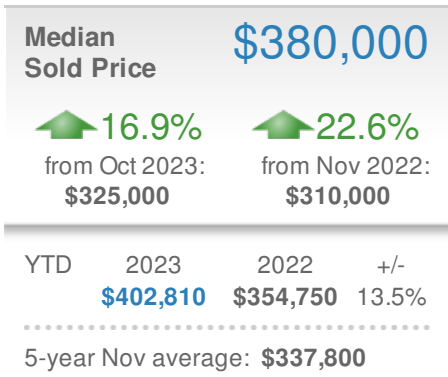 Median
Sold Price
$380,000
16.9%
from Oct 2023:
$325,000
22.6%
from Nov 2022:
$310,000
YTD 2023 2022 +/-
$402,810 $354,750 13.5%
5-year Nov average: $337,800